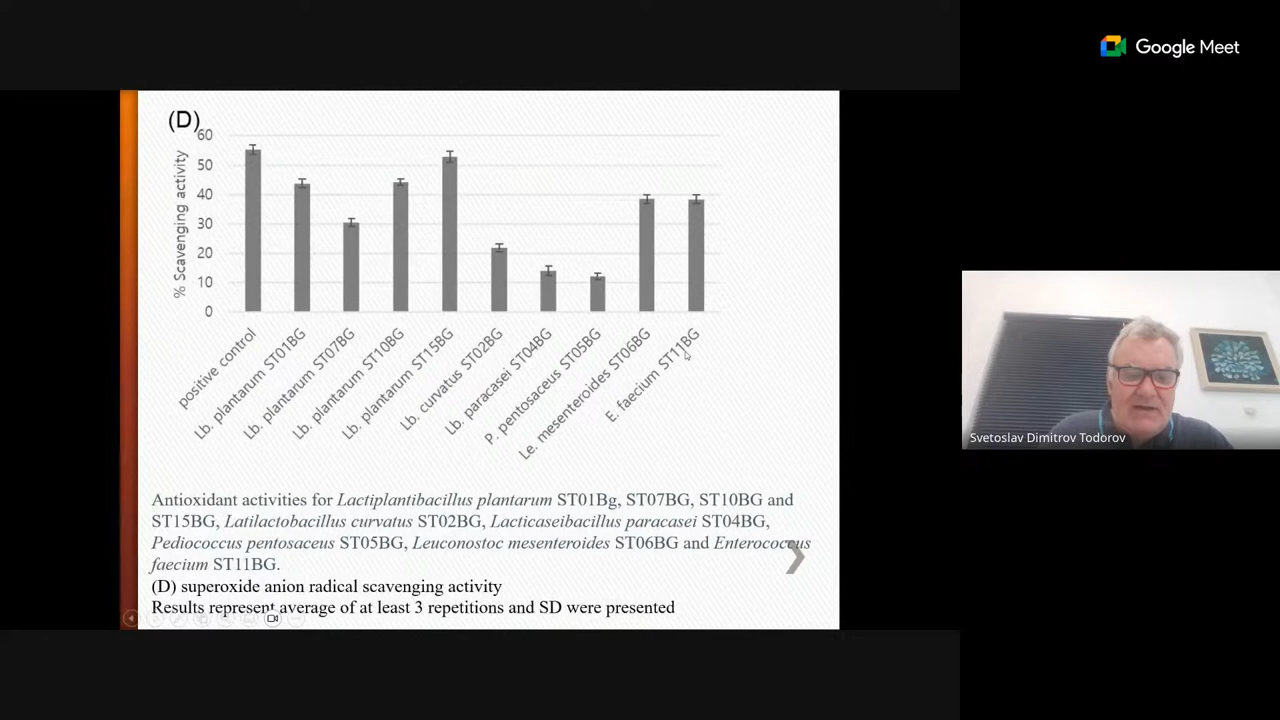 Google Meet
(D)
% Scavenging activity
60
50
40
30
20
10
0
positive control
Lb. plantarum ST01BG
Lb. plantarum ST07BG
Lb. plantarum ST10BG
Lb. plantarum ST15BG
Lb. curvatus ST02BG
Lb. paracasei ST04BG
P. pentosaceus ST05BG
Le. mesenteroides ST06BG
E. faecium ST11BG
Antioxidant activities for Lactiplantibacillus plantarum ST01Bg, ST07BG, ST10BG and
ST15BG, Latilactobacillus curvatus ST02BG, Lacticaseibacillus paracasei ST04BG,
Pediococcus pentosaceus ST05BG, Leuconostoc mesenteroides ST06BG and Enterococcus
faecium ST11BG.
(D) superoxide anion radical scavenging activity
Results represent average of at least 3 repetitions and SD were presented
Svetoslav Dimitrov Todorov